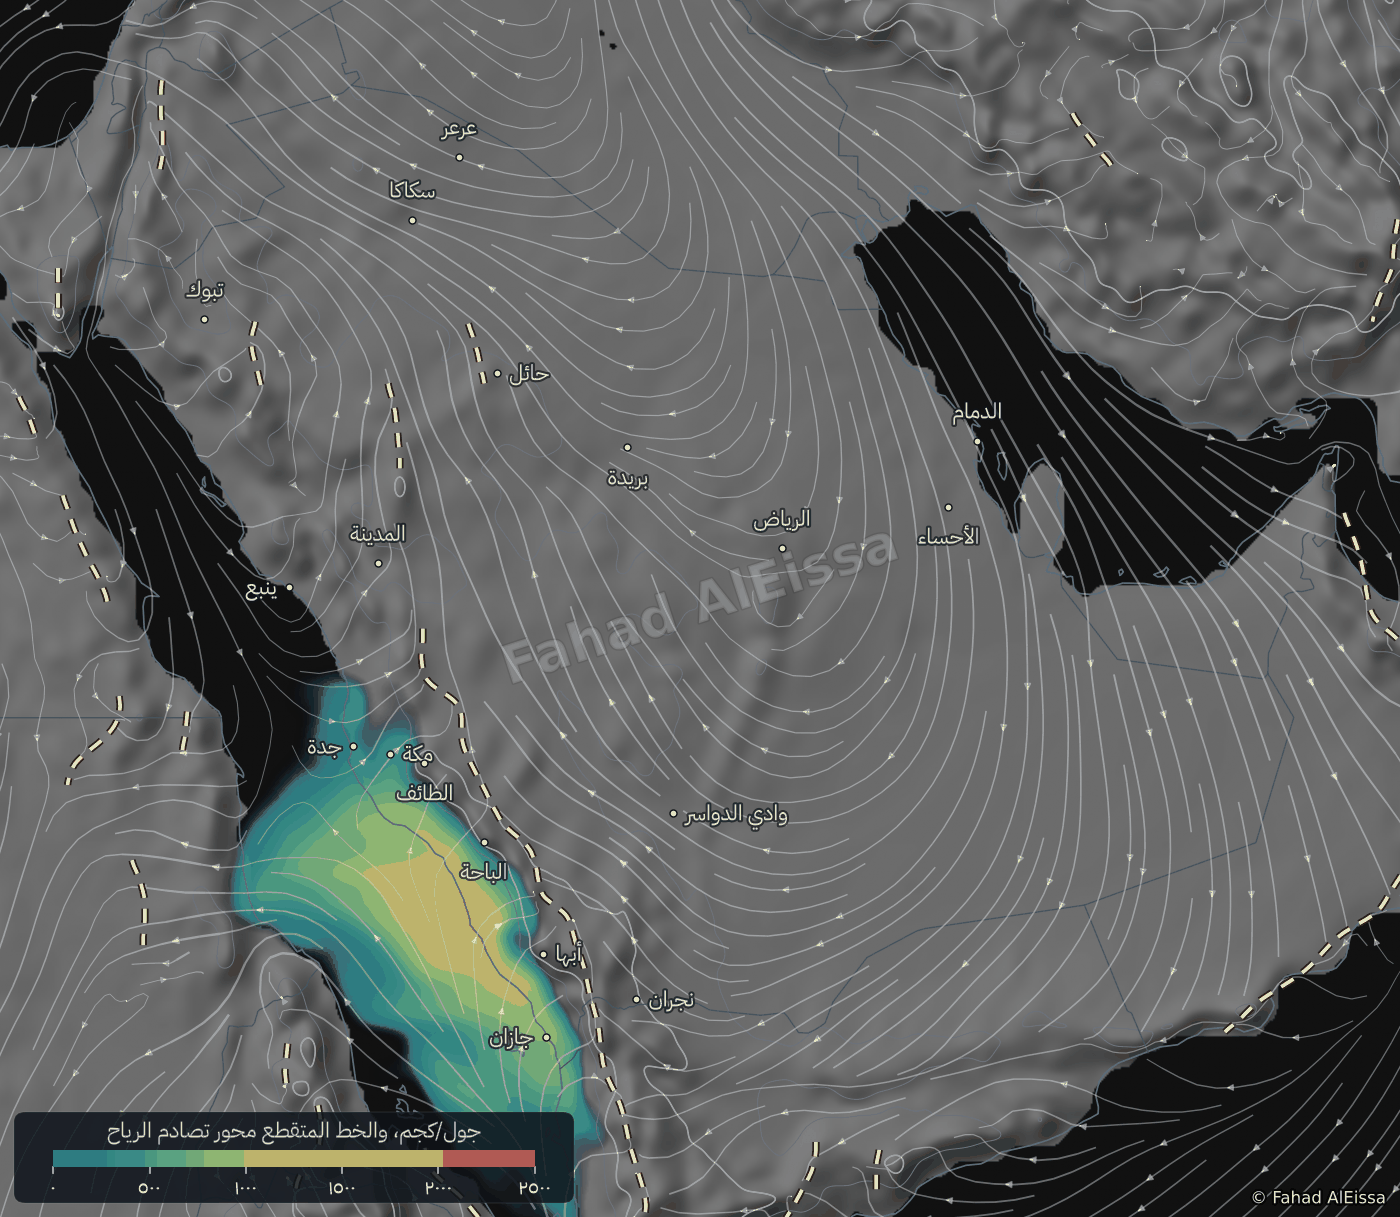 عرعر
سكاكا
تبوك
حائل
الدمام
بريدة
الرياض
الأحساء
المدينة
ينبع
Fahad AlEissa
جدة
مكة
الطائف
وادي الدواسر
الباحة
أبها
نجران
جازان
جول/كجم، والخط المتقطع محور تصادم الرياح
٠ ٥٠٠ ١٠٠٠ ١٥٠٠ ٢٠٠٠ ٢٥٠٠
© Fahad AlEissa